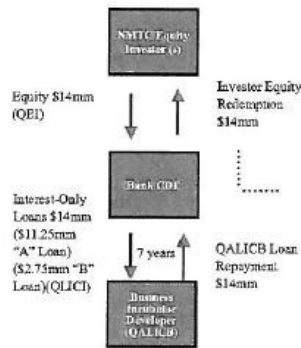 NMTC Equity
Investor (s)
Equity $14mm
(QEI)
Investor Equity
Redemption
$14mm
Bank CDE
Interest-Only
Loans $14mm
($11.25mm
"A" Loan)
($2.75mm "B"
Loan)(QLICI)
7 years
QALICB Loan
Repayment
$14mm
Business
Incubator
Developer
(QALICB)